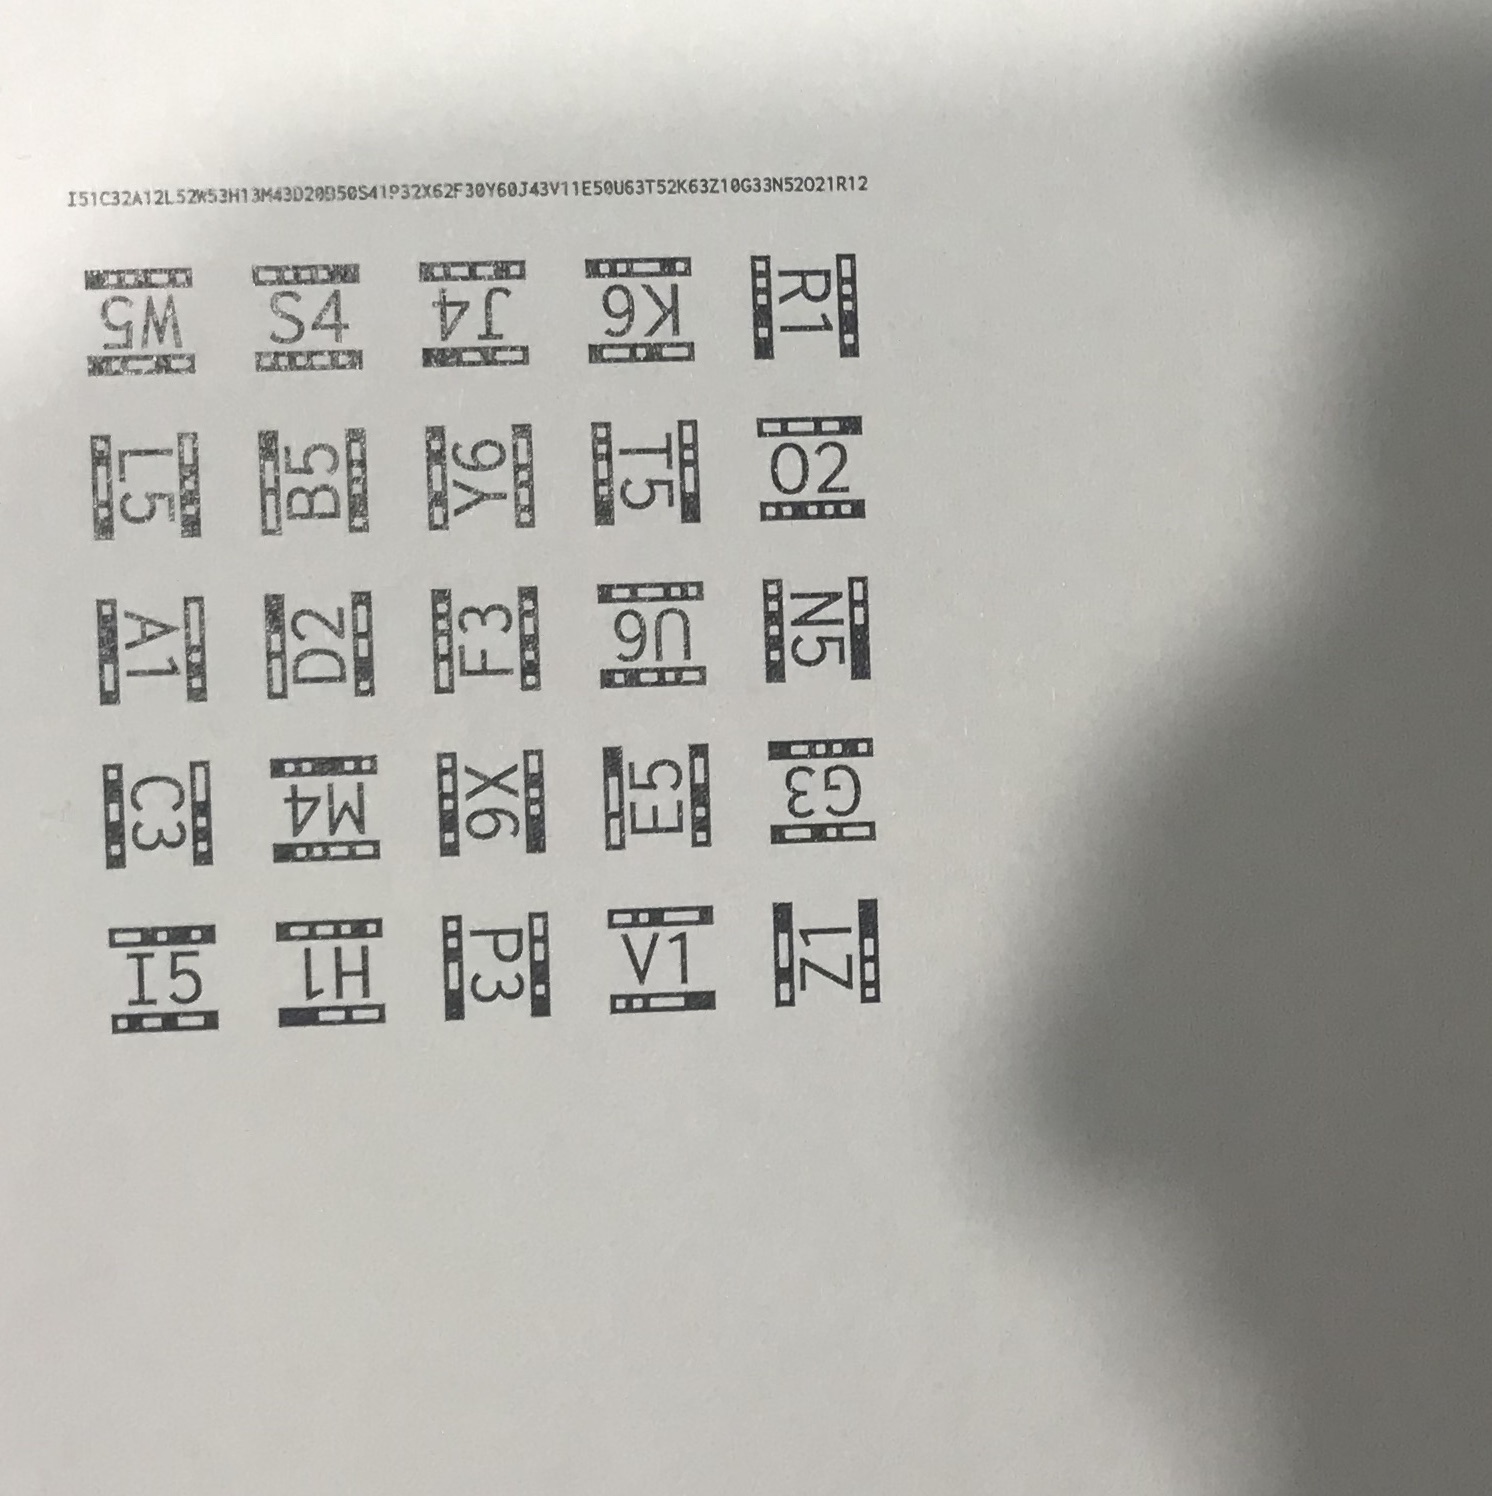 I51C32A12L52W53H13M43D20B50S41P32X62F30Y60J43V11E50U63T52K63Z10G33N52O21R12
W5 S4 J4 K6 R1
L5 B5 Y6 T5 O2
A1 D2 F3 U6 N5
C3 M4 X6 E5 G3
I5 H1 P3 V1 Z1